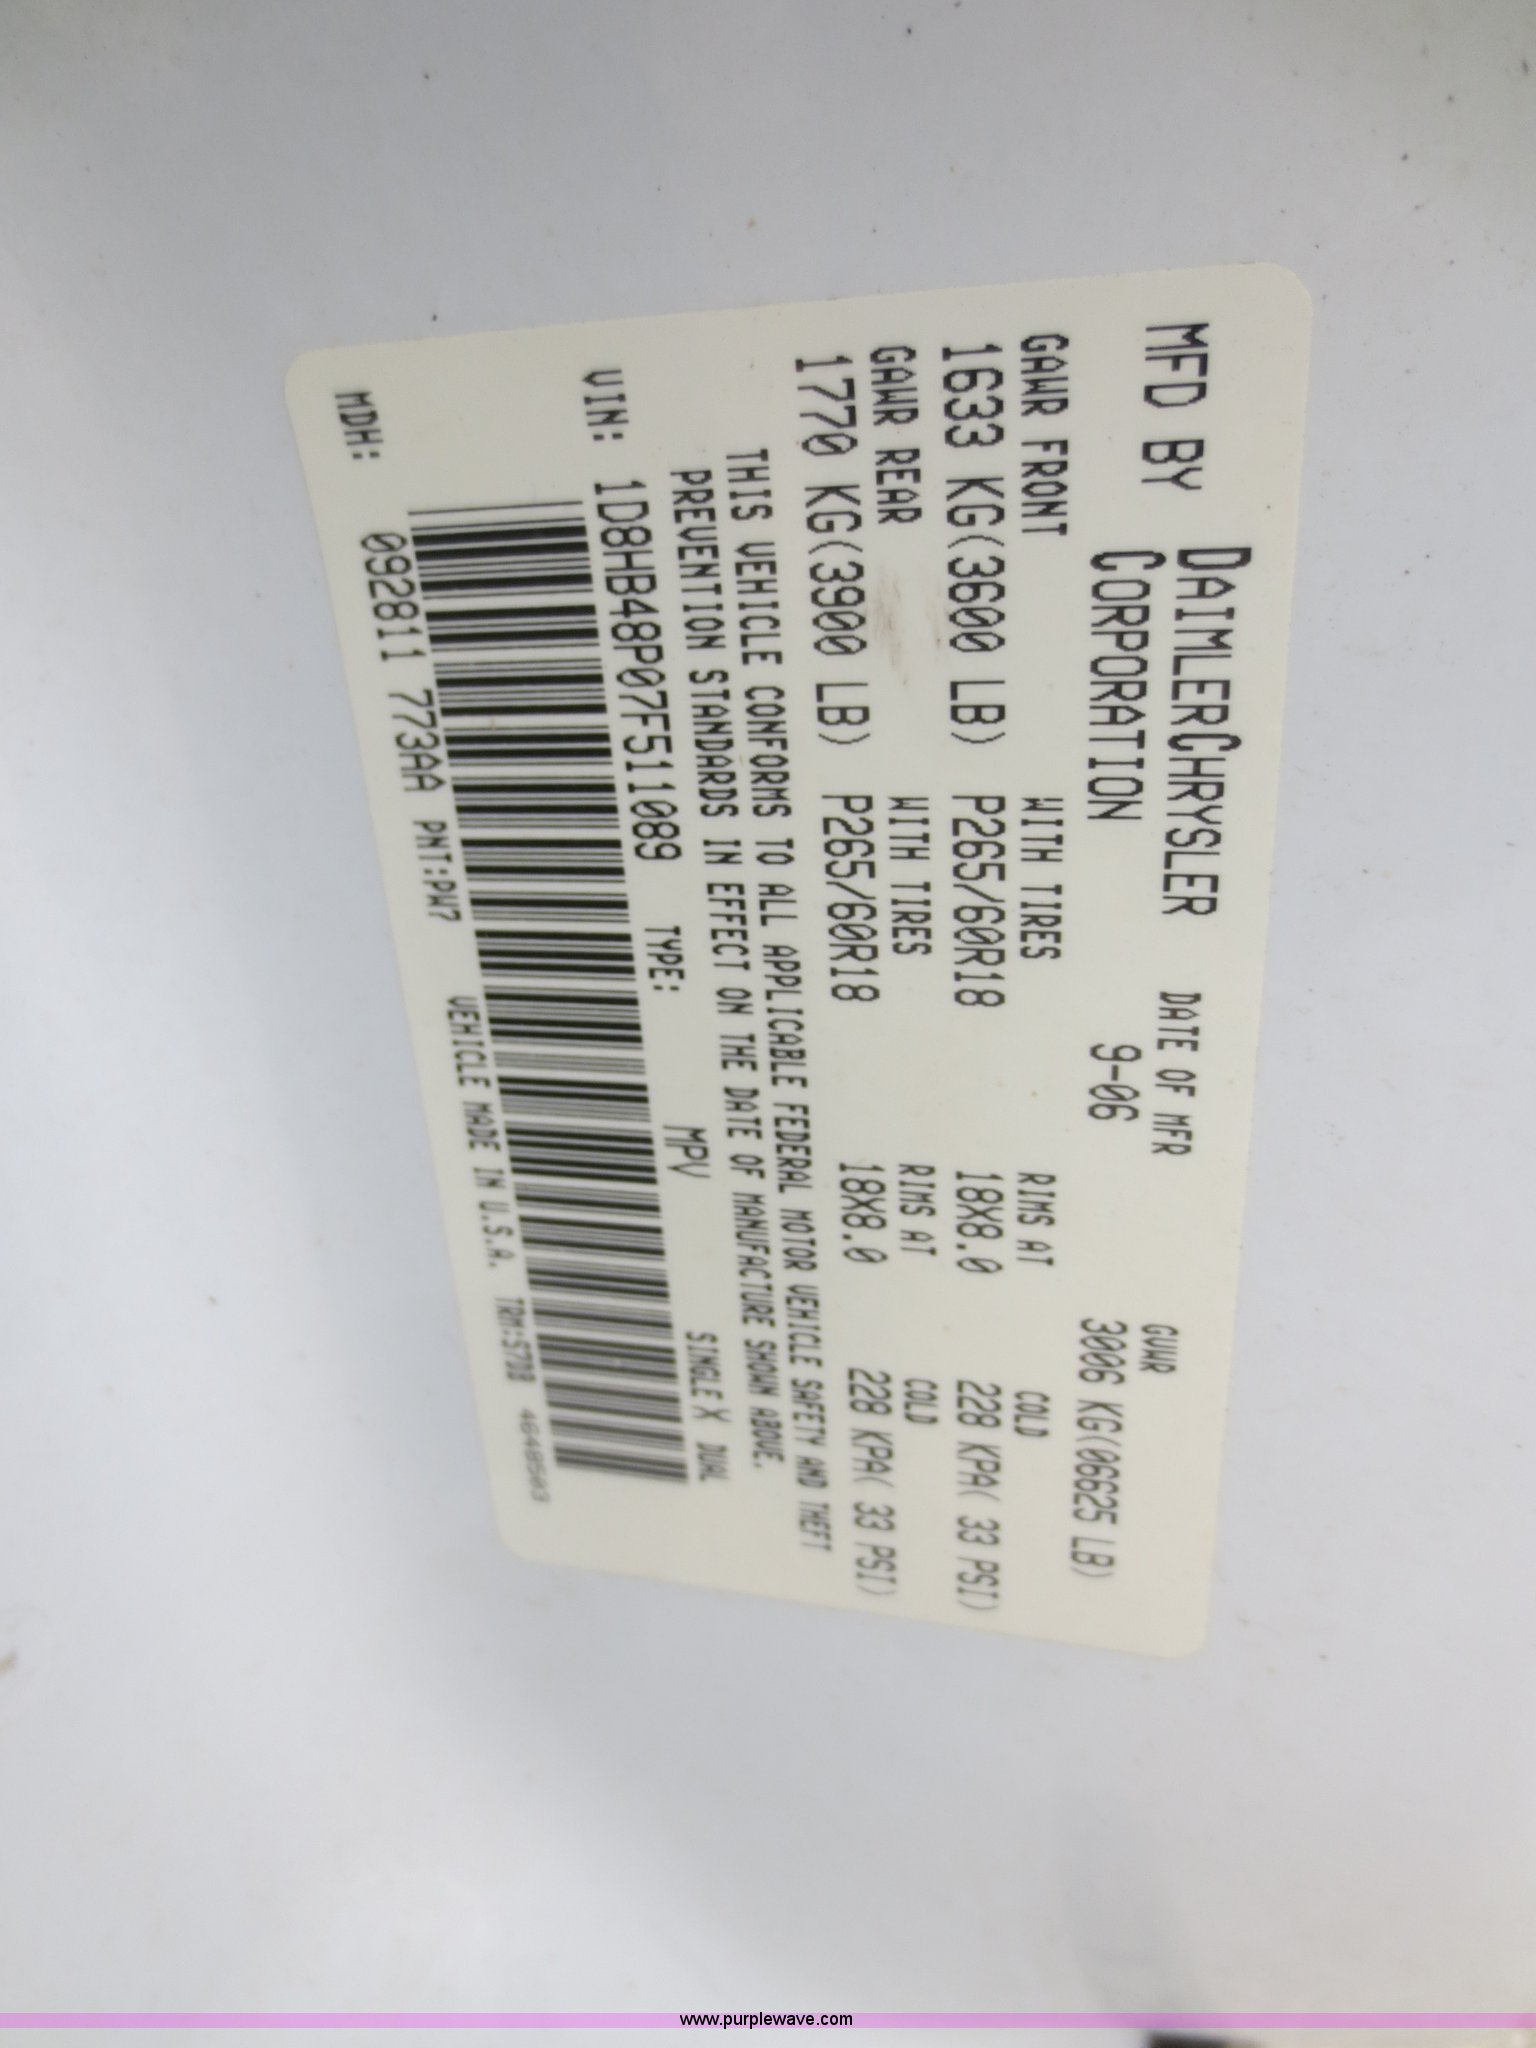 MFD BY DAIMLERCHRYSLER CORPORATION DATE OF MFR 9-06 GVWR 3006 KG(06625 LB)
GAWR FRONT WITH TIRES RIMS AT COLD
1633 KG(3600 LB) P265/60R18 18X8.0 228 KPA( 33 PSI)
GAWR REAR WITH TIRES RIMS AT COLD
1770 KG(3900 LB) P265/60R18 18X8.0 228 KPA( 33 PSI)
THIS VEHICLE CONFORMS TO ALL APPLICABLE FEDERAL MOTOR VEHICLE SAFETY AND THEFT
PREVENTION STANDARDS IN EFFECT ON THE DATE OF MANUFACTURE SHOWN ABOVE.
VIN: 1D8HB48P07F511089 TYPE: MPV SINGLE X DUAL
MDH: 092811 773AA PNT:PW7 VEHICLE MADE IN U.S.A. TRM:
www.purplewave.com